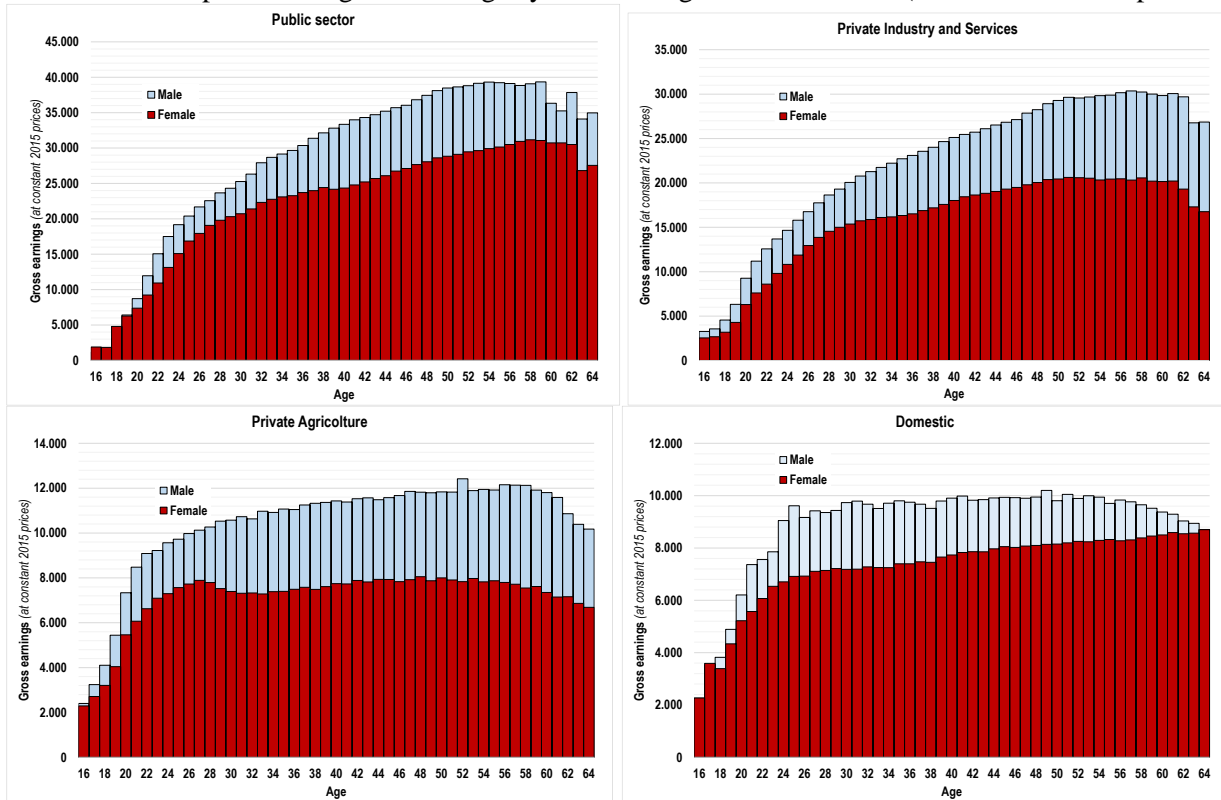 Public sector
45.000
40.000
35.000
30.000
25.000
20.000
15.000
10.000
5.000
0
Gross earnings (at constant 2015 prices)
Male
Female
16 18 20 22 24 26 28 30 32 34 36 38 40 42 44 46 48 50 52 54 56 58 60 62 64
Age
Private Industry and Services
35.000
30.000
25.000
20.000
15.000
10.000
5.000
0
Gross earnings (at constant 2015 prices)
Male
Female
16 18 20 22 24 26 28 30 32 34 36 38 40 42 44 46 48 50 52 54 56 58 60 62 64
Age
Private Agricolture
14.000
12.000
10.000
8.000
6.000
4.000
2.000
0
Gross earnings (at constant 2015 prices)
Male
Female
16 18 20 22 24 26 28 30 32 34 36 38 40 42 44 46 48 50 52 54 56 58 60 62 64
Age
Domestic
12.000
10.000
8.000
6.000
4.000
2.000
0
Gross earnings (at constant 2015 prices)
Male
Female
16 18 20 22 24 26 28 30 32 34 36 38 40 42 44 46 48 50 52 54 56 58 60 62 64
Age